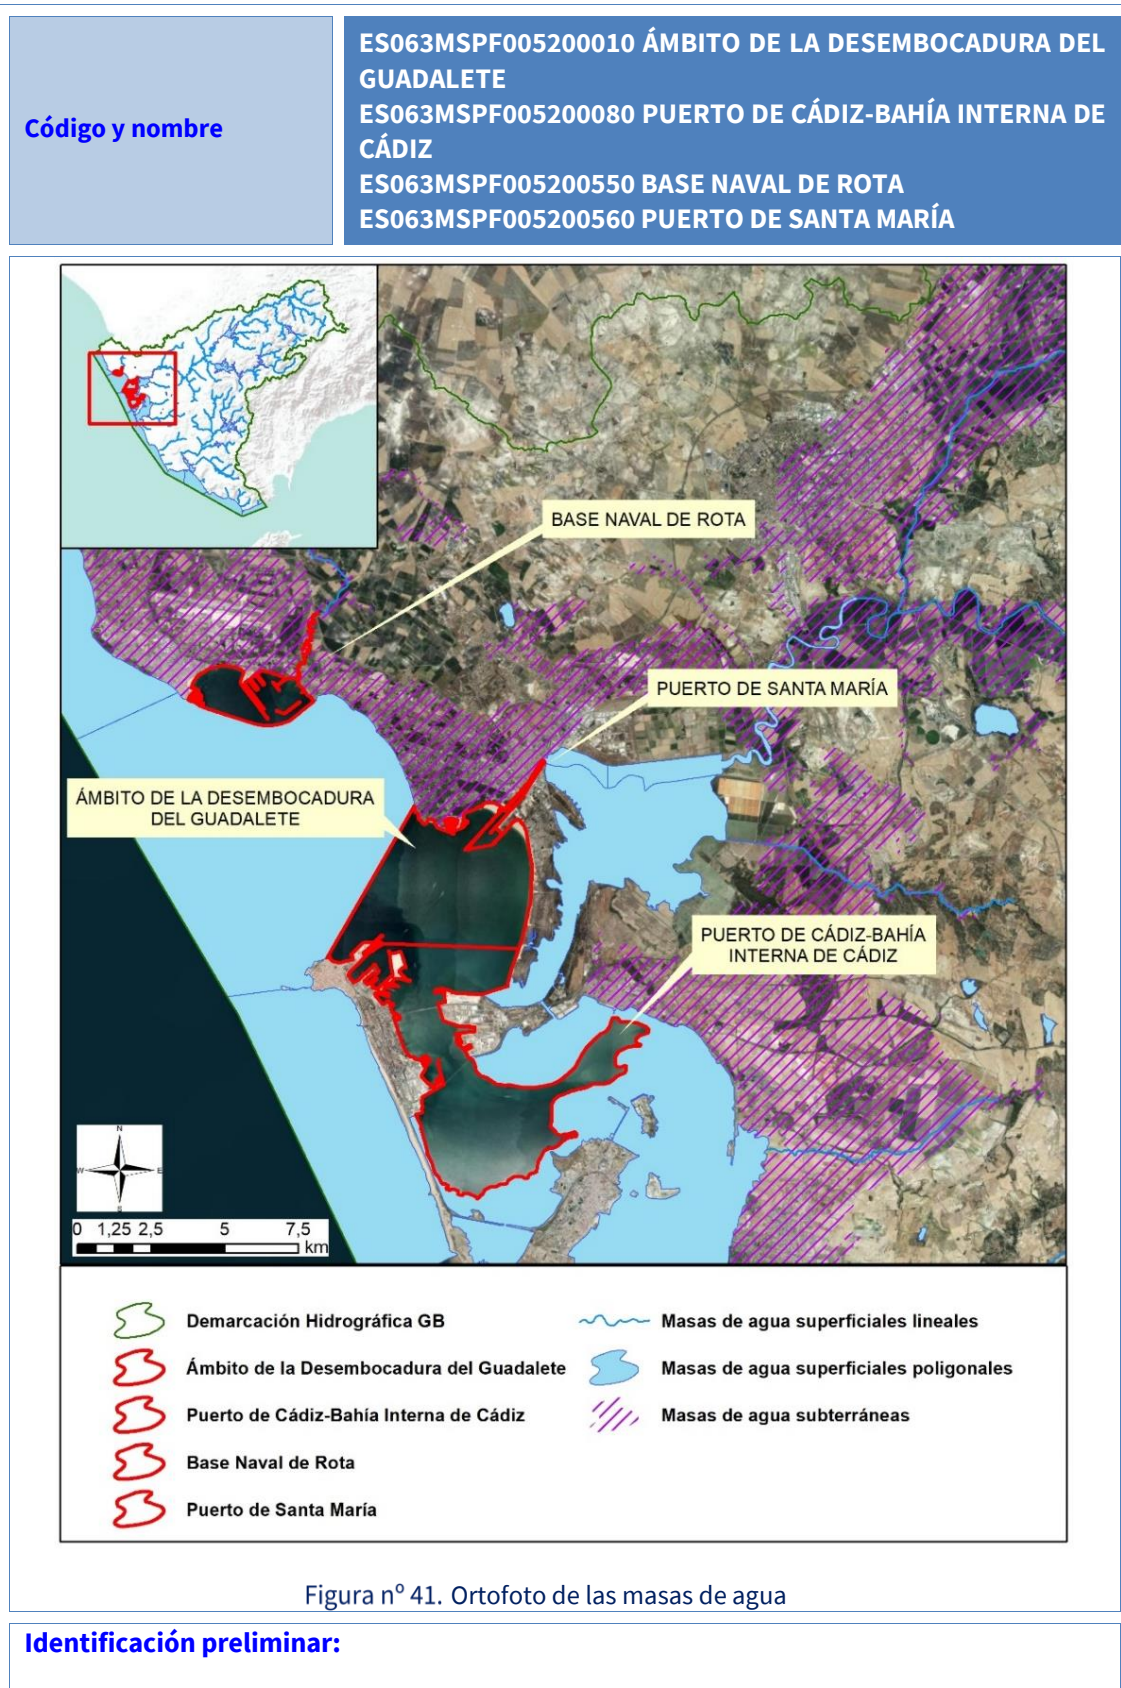 Código y nombre
ES063MSPF005200010 ÁMBITO DE LA DESEMBOCADURA DEL
GUADALETE
ES063MSPF005200080 PUERTO DE CÁDIZ-BAHÍA INTERNA DE
CÁDIZ
ES063MSPF005200550 BASE NAVAL DE ROTA
ES063MSPF005200560 PUERTO DE SANTA MARÍA
BASE NAVAL DE ROTA
PUERTO DE SANTA MARÍA
ÁMBITO DE LA DESEMBOCADURA
DEL GUADALETE
PUERTO DE CÁDIZ-BAHÍA
INTERNA DE CÁDIZ
N
W E
S
0 1,25 2,5 5 7,5
km
Demarcación Hidrográfica GB
Ámbito de la Desembocadura del Guadalete
Puerto de Cádiz-Bahía Interna de Cádiz
Base Naval de Rota
Puerto de Santa María
Masas de agua superficiales lineales
Masas de agua superficiales poligonales
Masas de agua subterráneas
Figura nº 41. Ortofoto de las masas de agua
Identificación preliminar: